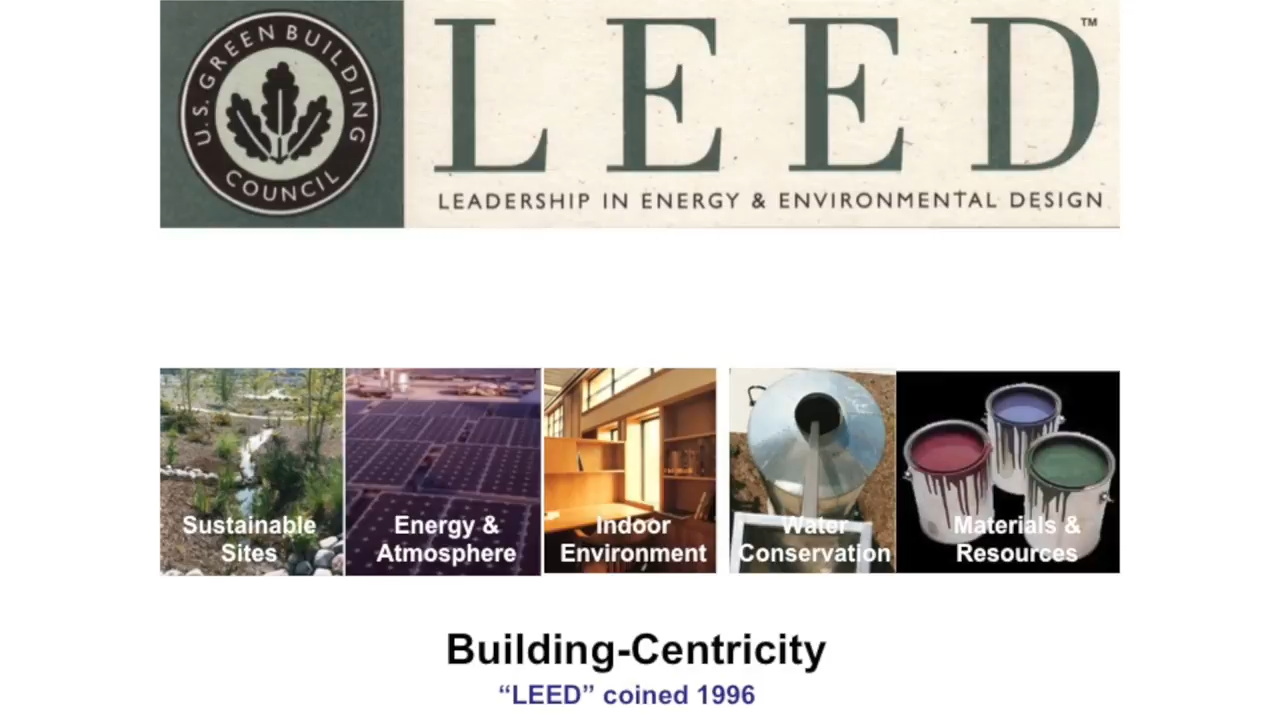 U.S. GREEN BUILDING
COUNCIL
LEED™
LEADERSHIP IN ENERGY & ENVIRONMENTAL DESIGN
Sustainable
Sites
Energy &
Atmosphere
Indoor
Environment
Water
Conservation
Materials &
Resources
Building-Centricity
“LEED” coined 1996